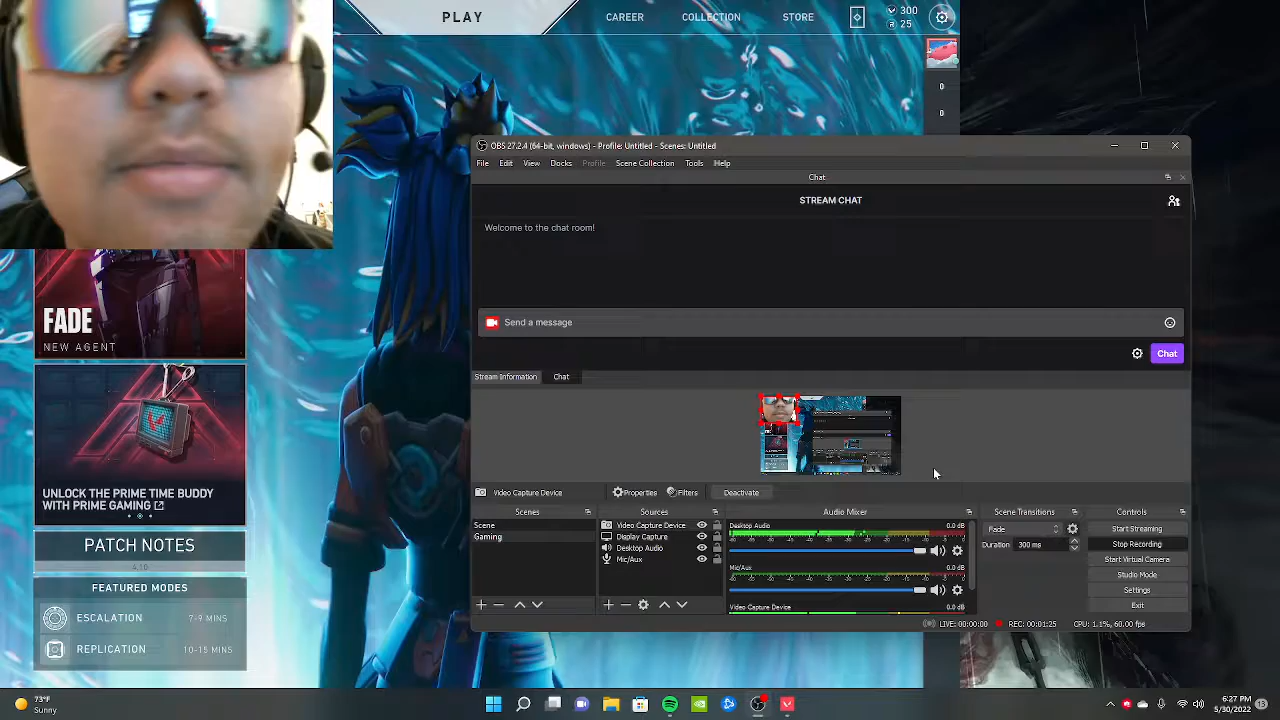 PLAY
CAREER
COLLECTION
STORE
300
25
0
0
FADE
NEW AGENT
UNLOCK THE PRIME TIME BUDDY
WITH PRIME GAMING
PATCH NOTES
4.10
FEATURED MODES
ESCALATION
7-9 MINS
REPLICATION
10-15 MINS
OBS 27.2.4 (64-bit, windows) - Profile: Untitled - Scenes: Untitled
File Edit View Docks Profile Scene Collection Tools Help
Chat
STREAM CHAT
Welcome to the chat room!
Send a message
Chat
Stream Information Chat
Video Capture Device
Properties Filters Deactivate
Scenes
Scene
Gaming
Sources
Video Capture Device
Display Capture
Desktop Audio
Mic/Aux
Audio Mixer
Desktop Audio 0.0 dB
Mic/Aux 0.0 dB
Video Capture Device 0.0 dB
Scene Transitions
Fade
Duration 300 ms
Controls
Start Streaming
Stop Recording
Start Virtual Camera
Studio Mode
Settings
Exit
LIVE: 00:00:00 REC: 00:01:25 CPU: 1.1%, 60.00 fps
73°F
Sunny
6:27 PM
5/30/2022